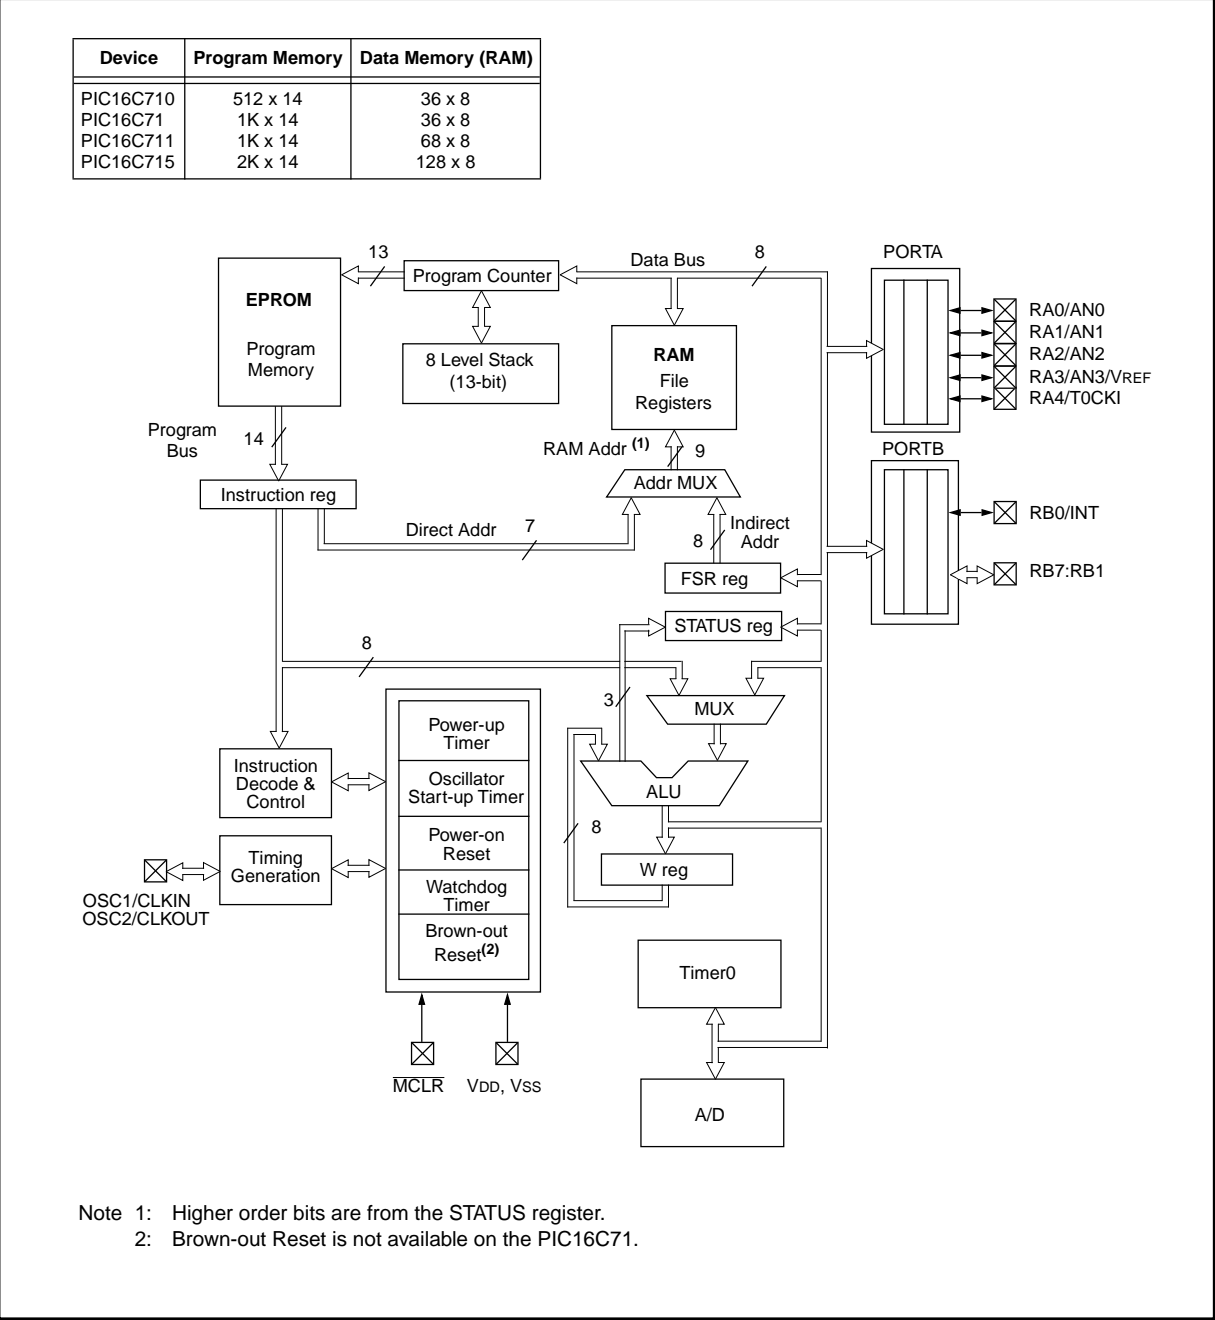 Device Program Memory Data Memory (RAM)
PIC16C710 512 x 14 36 x 8
PIC16C71 1K x 14 36 x 8
PIC16C711 1K x 14 68 x 8
PIC16C715 2K x 14 128 x 8
EPROM
Program
Memory
13
Program Counter
Data Bus
8
PORTA
8 Level Stack
(13-bit)
RAM
File
Registers
RA0/AN0
RA1/AN1
RA2/AN2
RA3/AN3/VREF
RA4/T0CKI
Program
Bus
14
RAM Addr (1)
9
PORTB
Instruction reg
Addr MUX
Direct Addr
7
8
Indirect
Addr
RB0/INT
FSR reg
RB7:RB1
STATUS reg
8
3
MUX
Power-up
Timer
Instruction
Decode &
Control
Oscillator
Start-up Timer
ALU
8
Power-on
Reset
Timing
Generation
W reg
OSC1/CLKIN
OSC2/CLKOUT
Watchdog
Timer
Brown-out
Reset(2)
Timer0
MCLR
VDD, VSS
A/D
Note 1: Higher order bits are from the STATUS register.
2: Brown-out Reset is not available on the PIC16C71.